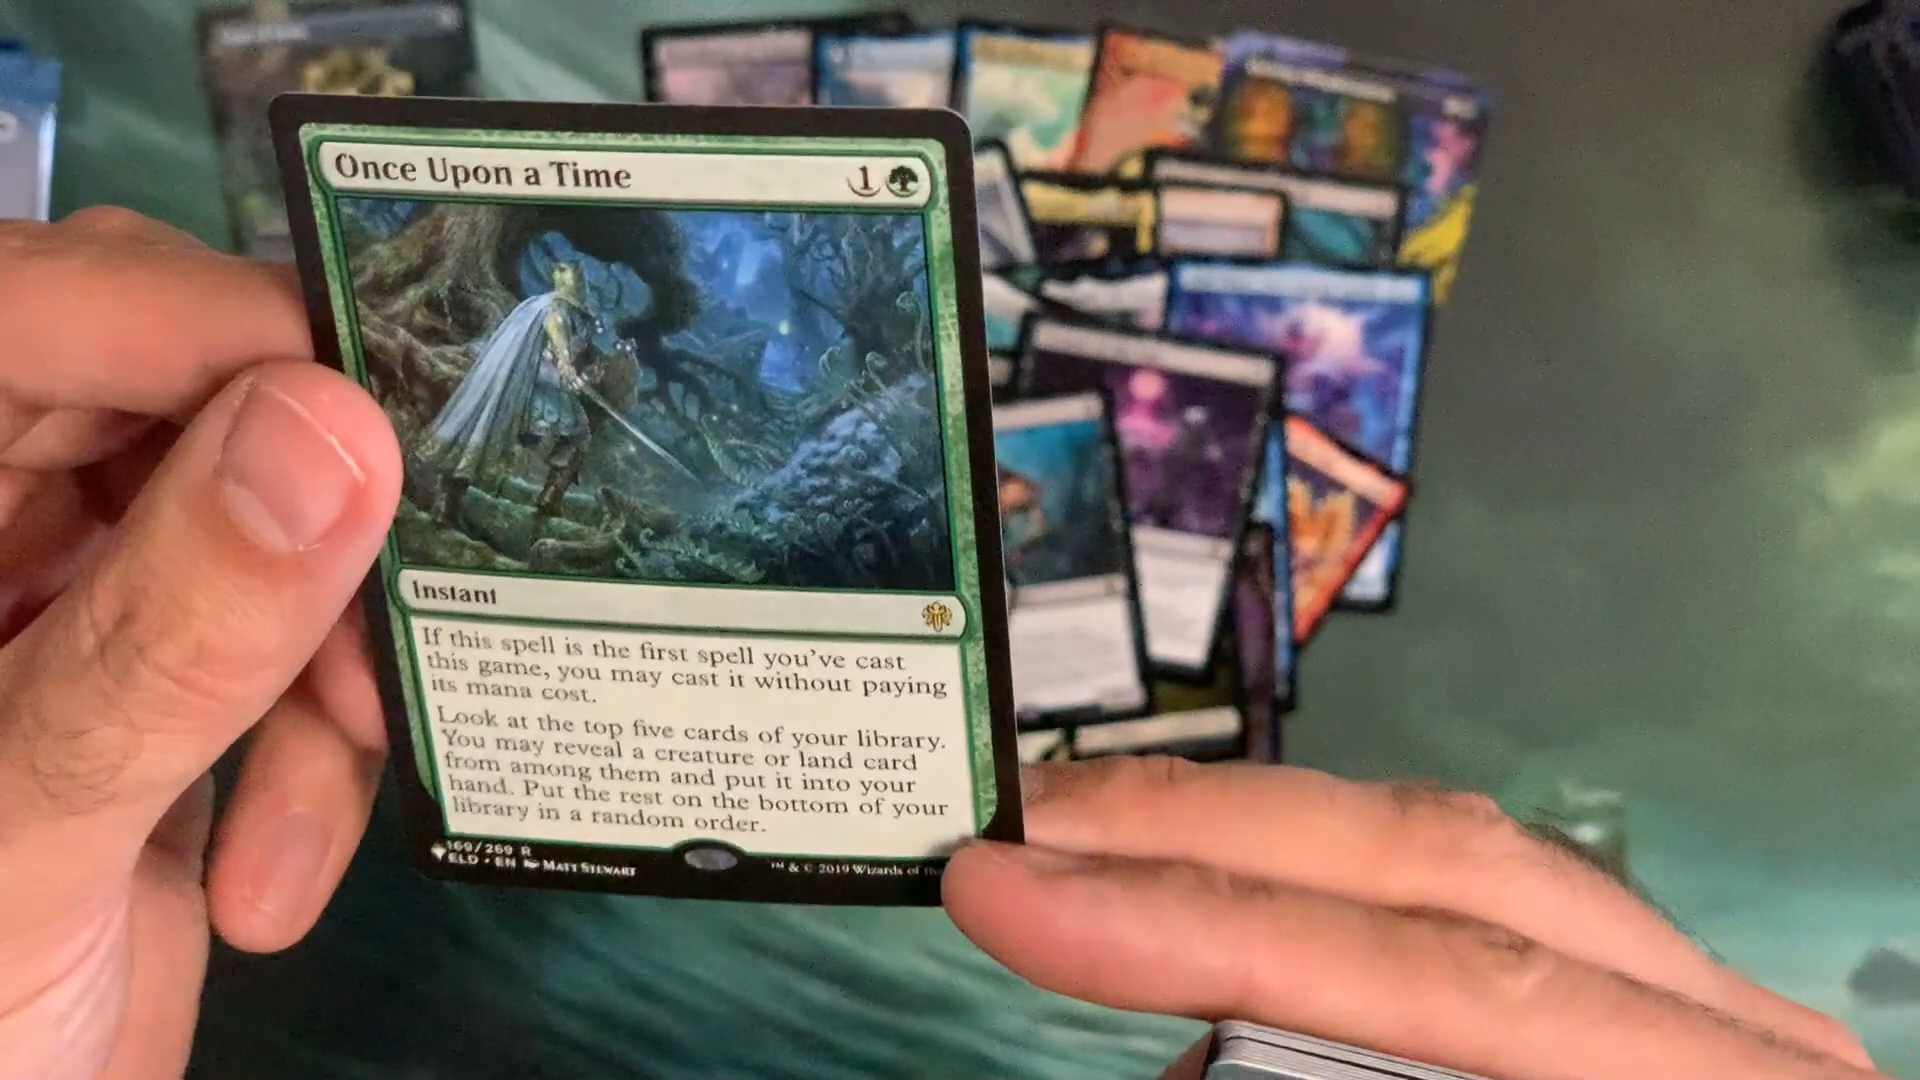 Once Upon a Time 1
Instant
If this spell is the first spell you've cast
this game, you may cast it without paying
its mana cost.
Look at the top five cards of your library.
You may reveal a creature or land card
from among them and put it into your
hand. Put the rest on the bottom of your
library in a random order.
169/269 R
ELD • EN Matt Stewart
™ & © 2019 Wizards of the